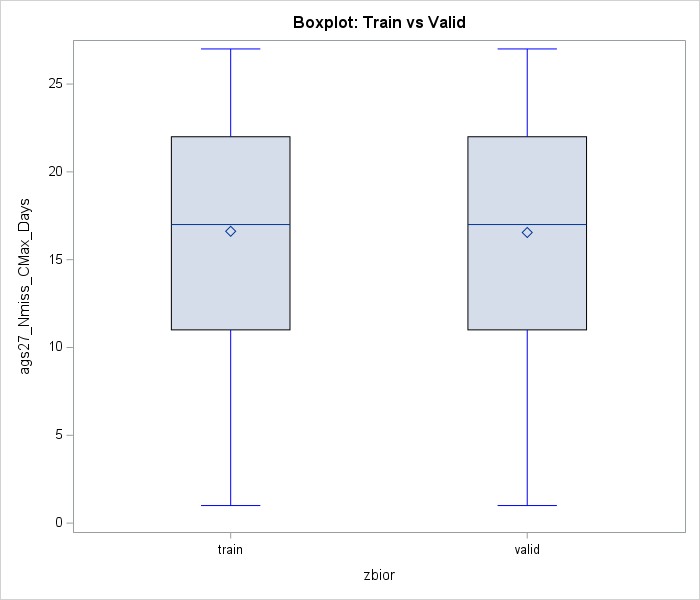 Boxplot: Train vs Valid
ags27_Nmiss_CMax_Days
25
20
15
10
5
0
train
valid
zbior